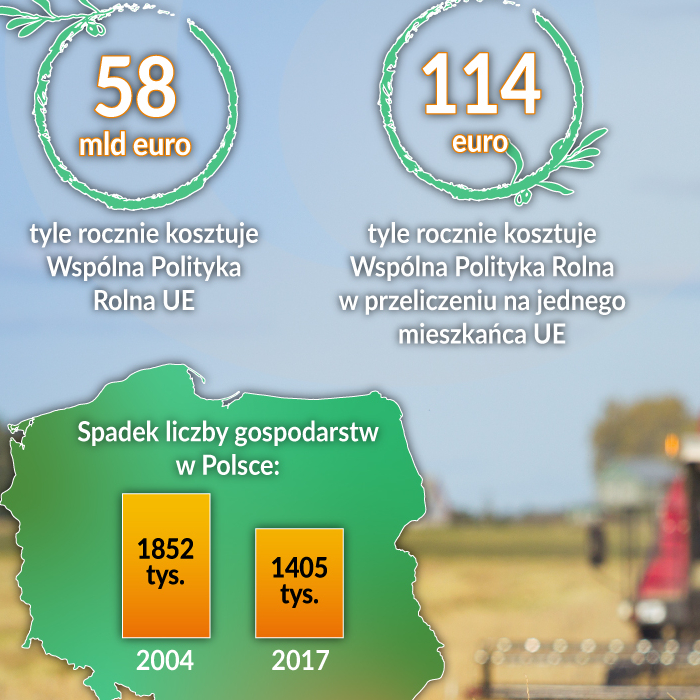 58
mld euro
tyle rocznie kosztuje
Wspólna Polityka
Rolna UE
114
euro
tyle rocznie kosztuje
Wspólna Polityka Rolna
w przeliczeniu na jednego
mieszkańca UE
Spadek liczby gospodarstw
w Polsce:
1852
tys.
2004
1405
tys.
2017